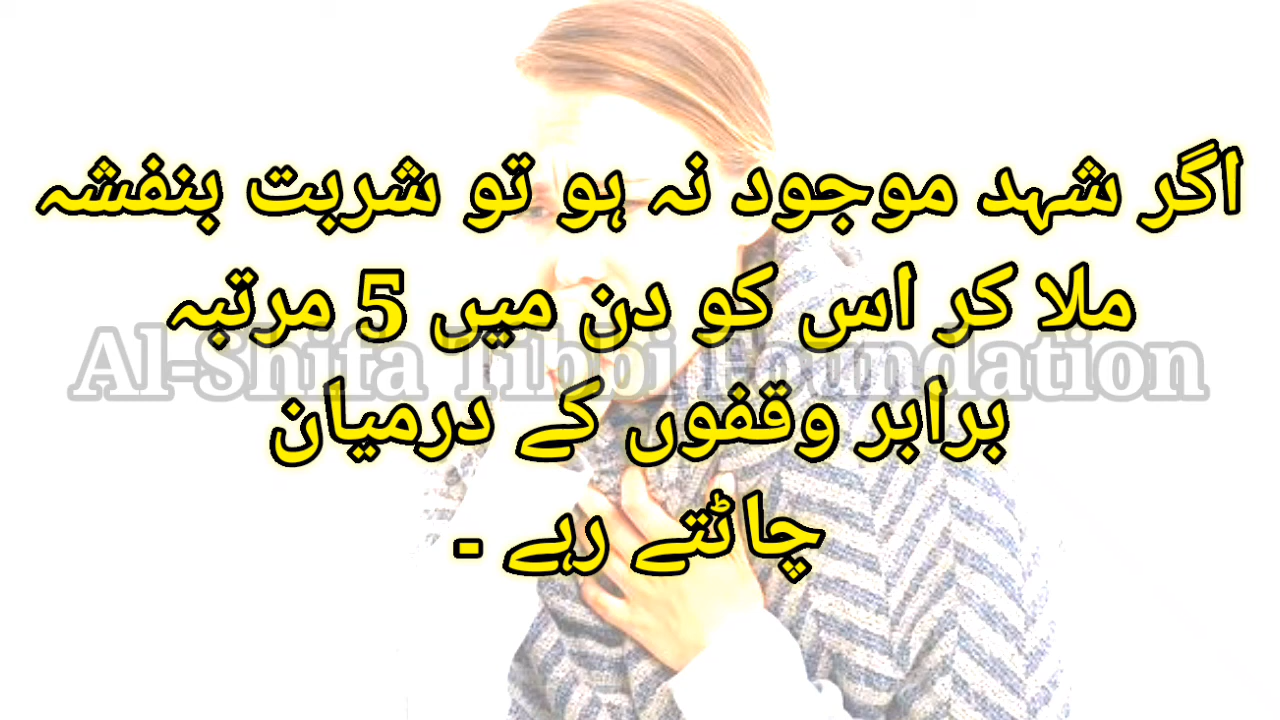 اگر شہد موجود نہ ہو تو شربت بنفشہ
ملا کر اس کو دن میں 5 مرتبہ
Al-Shifa Tibbi Foundation
برابر وقفوں کے درمیان
چاٹتے رہے ۔